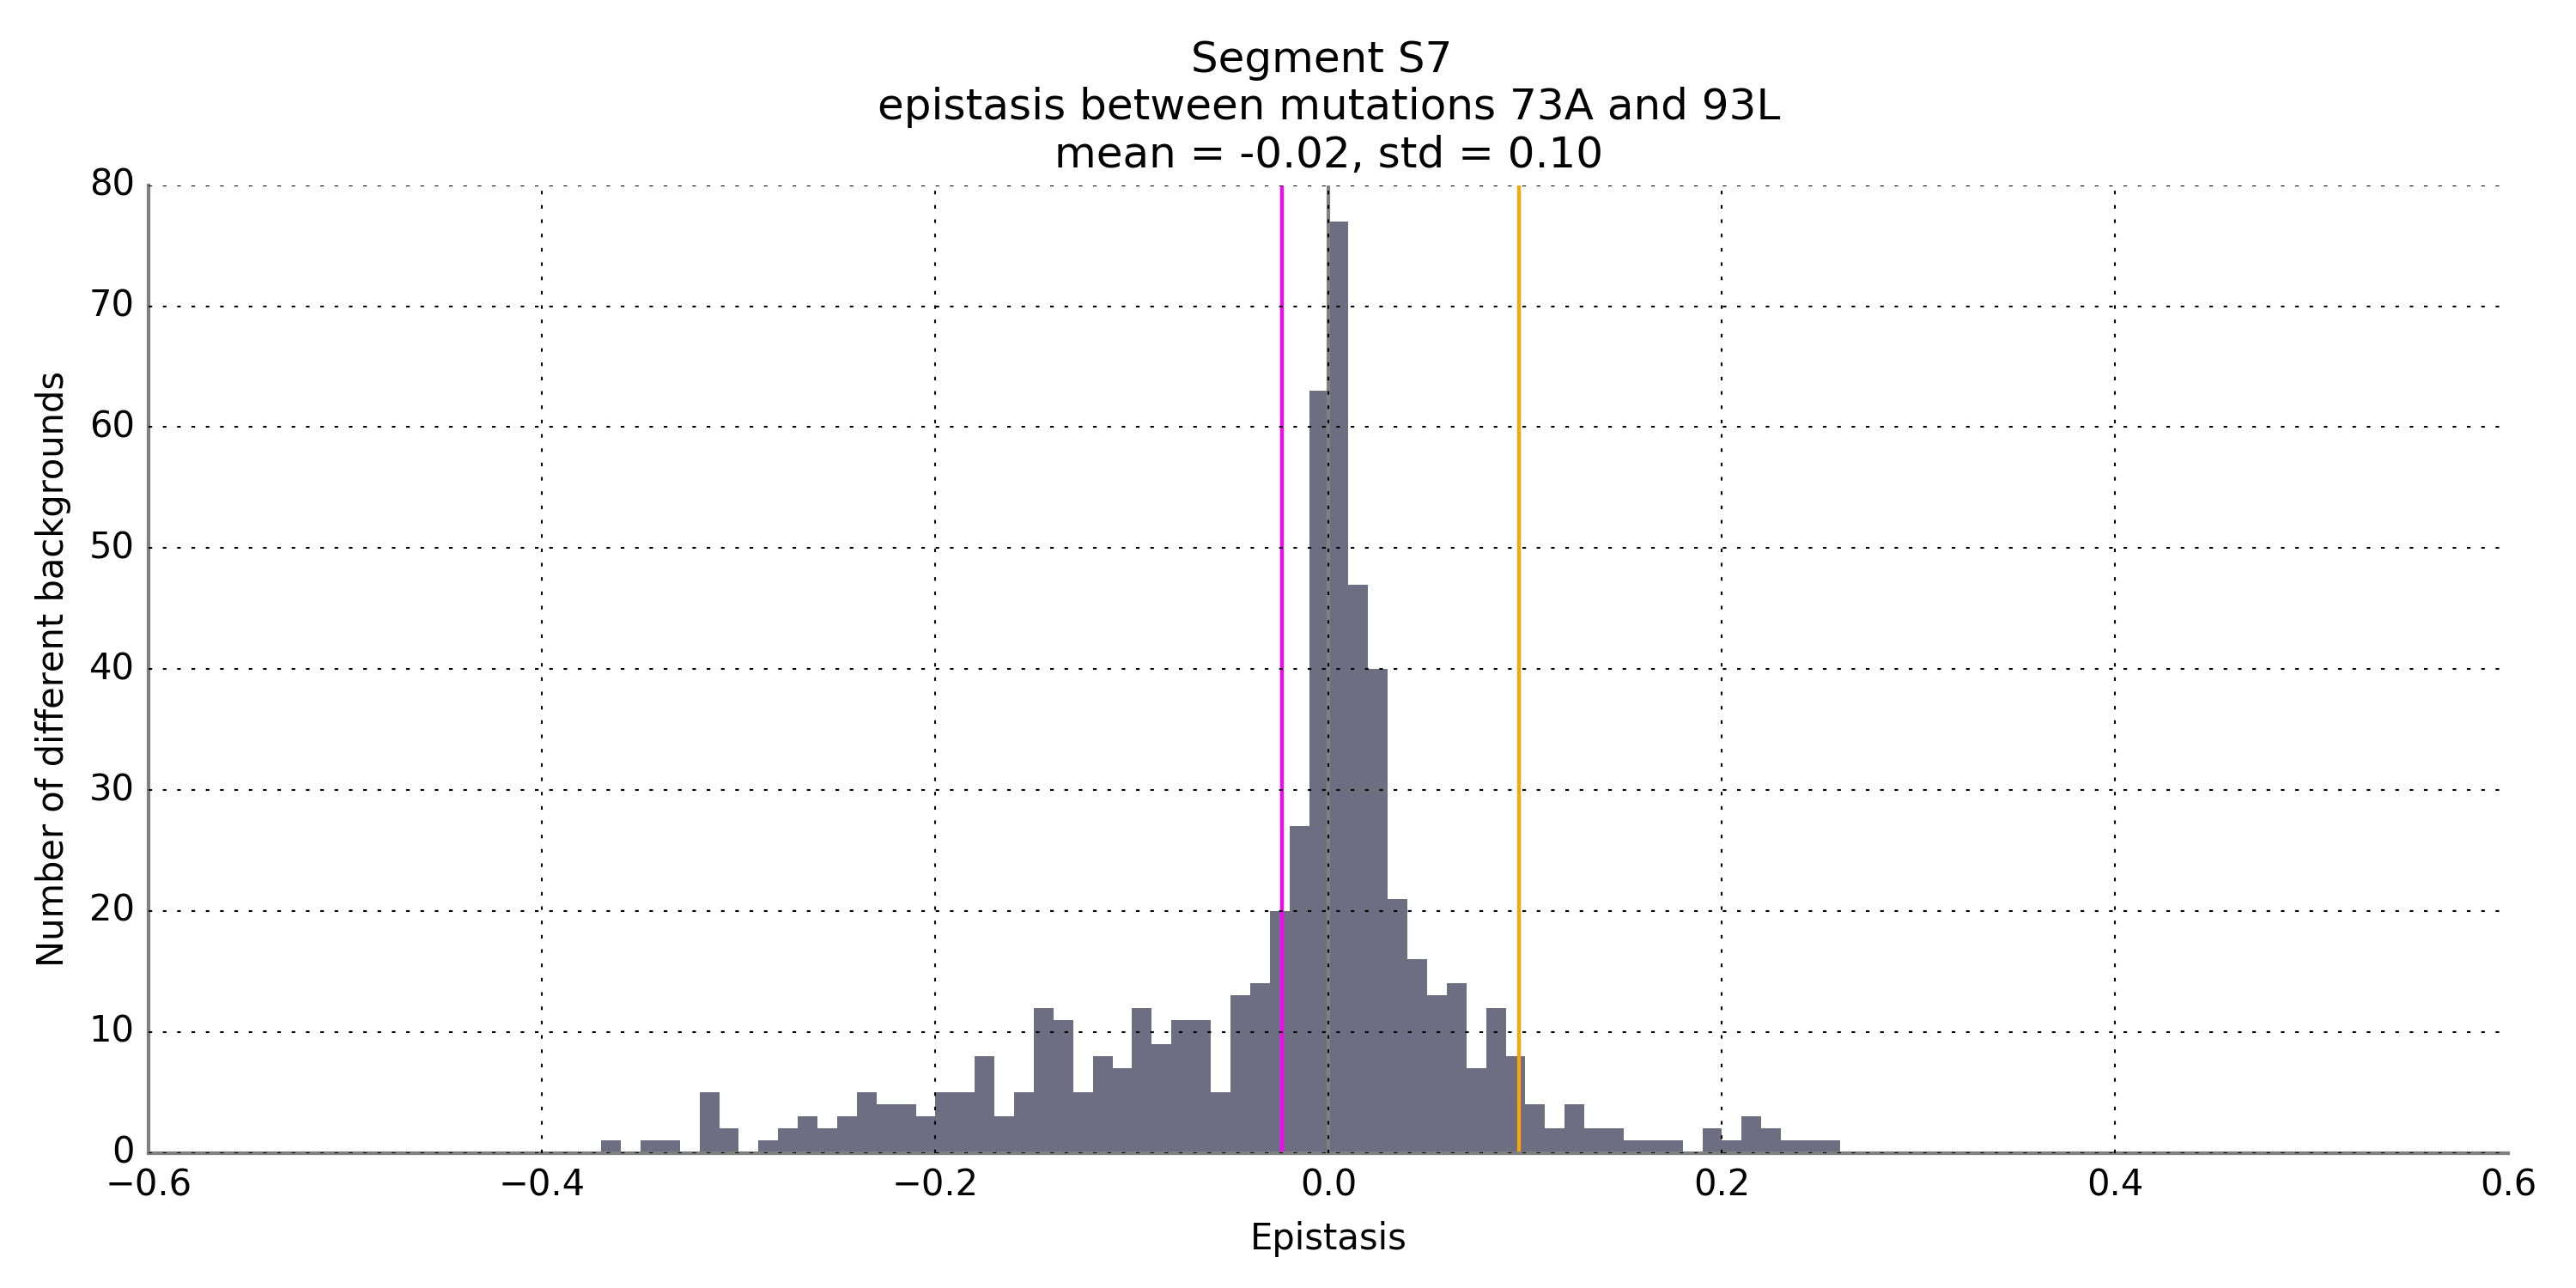 Segment S7
epistasis between mutations 73A and 93L
mean = -0.02, std = 0.10
80
70
60
50
40
30
20
10
0
Number of different backgrounds
−0.6 −0.4 −0.2 0.0 0.2 0.4 0.6
Epistasis